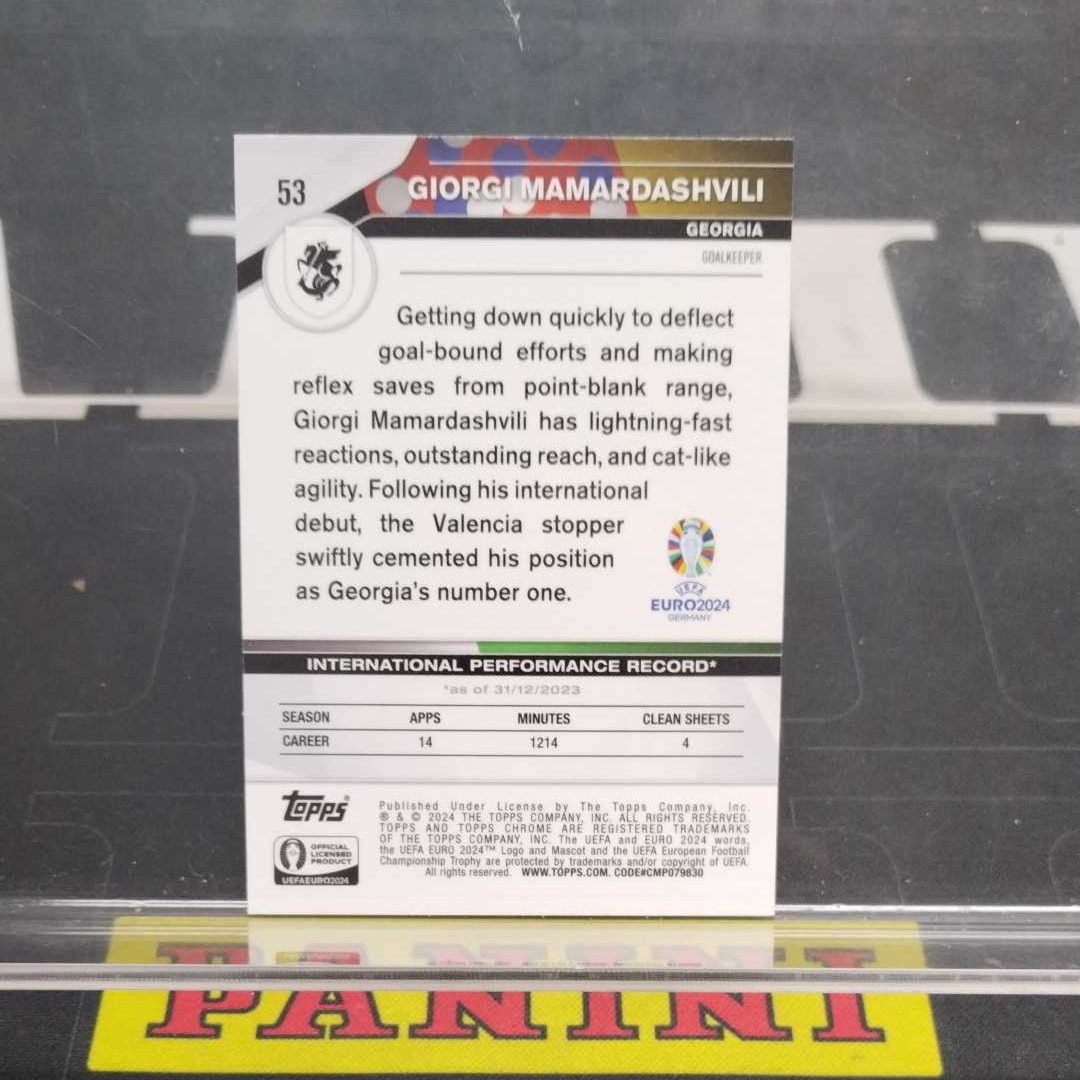 53
GIORGI MAMARDASHVILI
GEORGIA
GOALKEEPER
Getting down quickly to deflect
goal-bound efforts and making
reflex saves from point-blank range,
Giorgi Mamardashvili has lightning-fast
reactions, outstanding reach, and cat-like
agility. Following his international
debut, the Valencia stopper
swiftly cemented his position
as Georgia's number one.
UEFA
EURO2024
GERMANY
INTERNATIONAL PERFORMANCE RECORD*
*as of 31/12/2023
SEASON APPS MINUTES CLEAN SHEETS
CAREER 14 1214 4
topps®
OFFICIAL
LICENSED
PRODUCT
UEFAEURO2024
Published Under License by The Topps Company, Inc.
® & © 2024 THE TOPPS COMPANY, INC. ALL RIGHTS RESERVED.
TOPPS AND TOPPS CHROME ARE REGISTERED TRADEMARKS
OF THE TOPPS COMPANY, INC. The UEFA and EURO 2024 words,
the UEFA EURO 2024™ Logo and Mascot and the UEFA European Football
Championship Trophy are protected by trademarks and/or copyright of UEFA.
All rights reserved. WWW.TOPPS.COM. CODE#CMP079830
PANINI